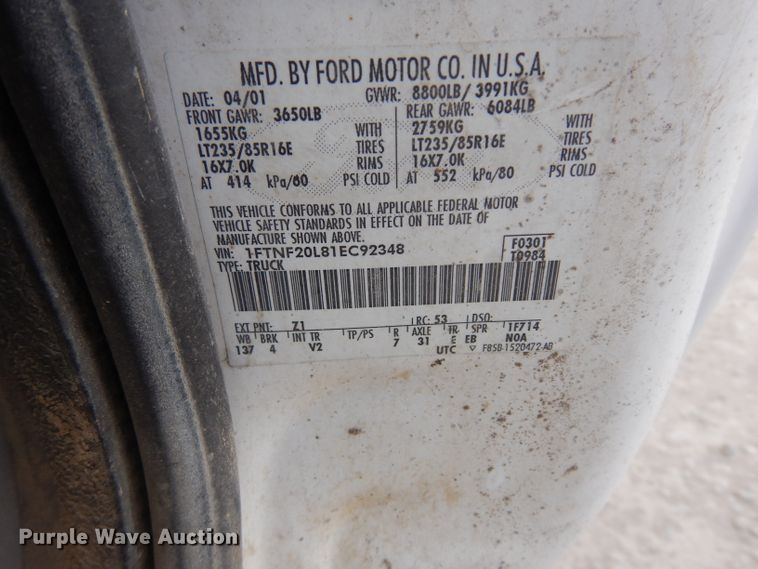 MFD. BY FORD MOTOR CO. IN U.S.A.
DATE: 04/01 GVWR: 8800LB/ 3991KG
FRONT GAWR: 3650LB REAR GAWR: 6084LB
1655KG WITH 2759KG WITH
LT235/85R16E TIRES LT235/85R16E TIRES
16X7.0K RIMS 16X7.0K RIMS
AT 414 kPa/60 PSI COLD AT 552 kPa/80 PSI COLD
THIS VEHICLE CONFORMS TO ALL APPLICABLE FEDERAL MOTOR
VEHICLE SAFETY STANDARDS IN EFFECT ON THE DATE OF
MANUFACTURE SHOWN ABOVE.
VIN: 1FTNF20L81EC92348 F0301
TYPE: TRUCK T0984
EXT PNT: Z1 RC: 53 DSO:
WB BRK INT TR TP/PS R AXLE TR SPR 1F714
137 4 V2 7 31 E EB N0A
UTC F85B-1520472-AB
Purple Wave Auction